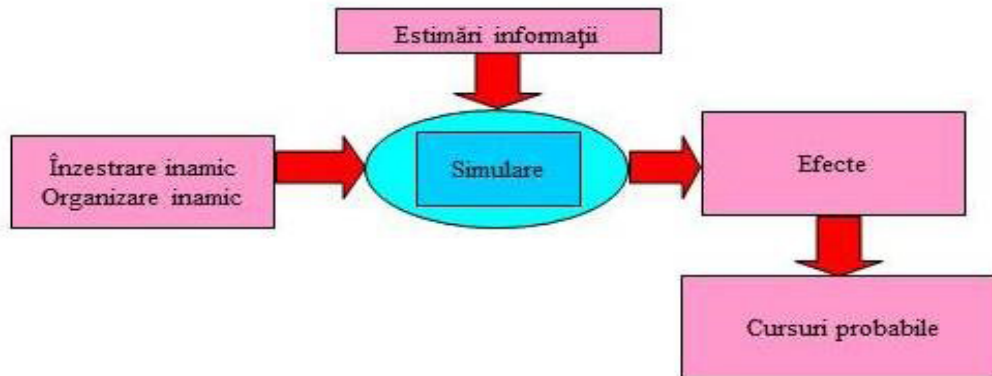 Estimări informaţii
Înzestrare inamic
Organizare inamic
Simulare
Efecte
Cursuri probabile